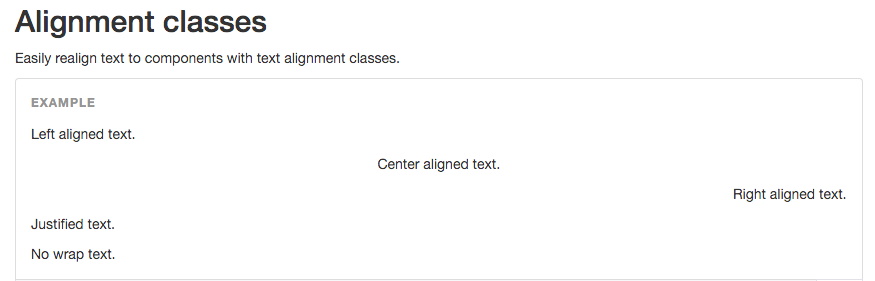 Alignment classes
Easily realign text to components with text alignment classes.
EXAMPLE
Left aligned text.
Center aligned text.
Right aligned text.
Justified text.
No wrap text.